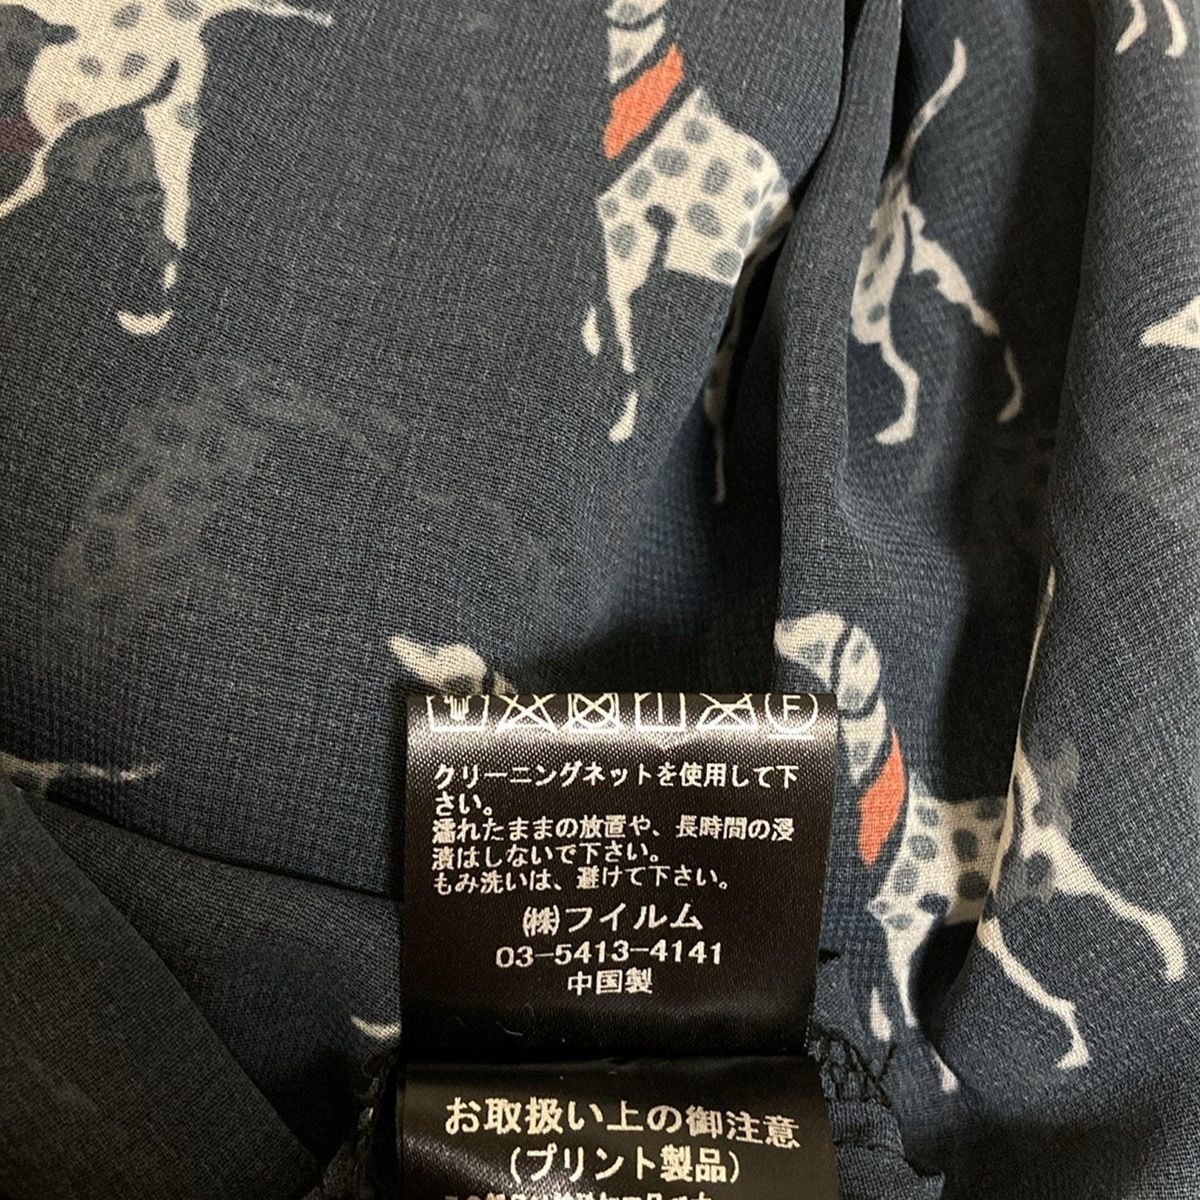 クリーニングネットを使用して下
さい。
濡れたままの放置や、長時間の浸
漬はしないで下さい。
もみ洗いは、避けて下さい。
㈱フイルム
03-5413-4141
中国製
お取扱い上の御注意
(プリント製品)